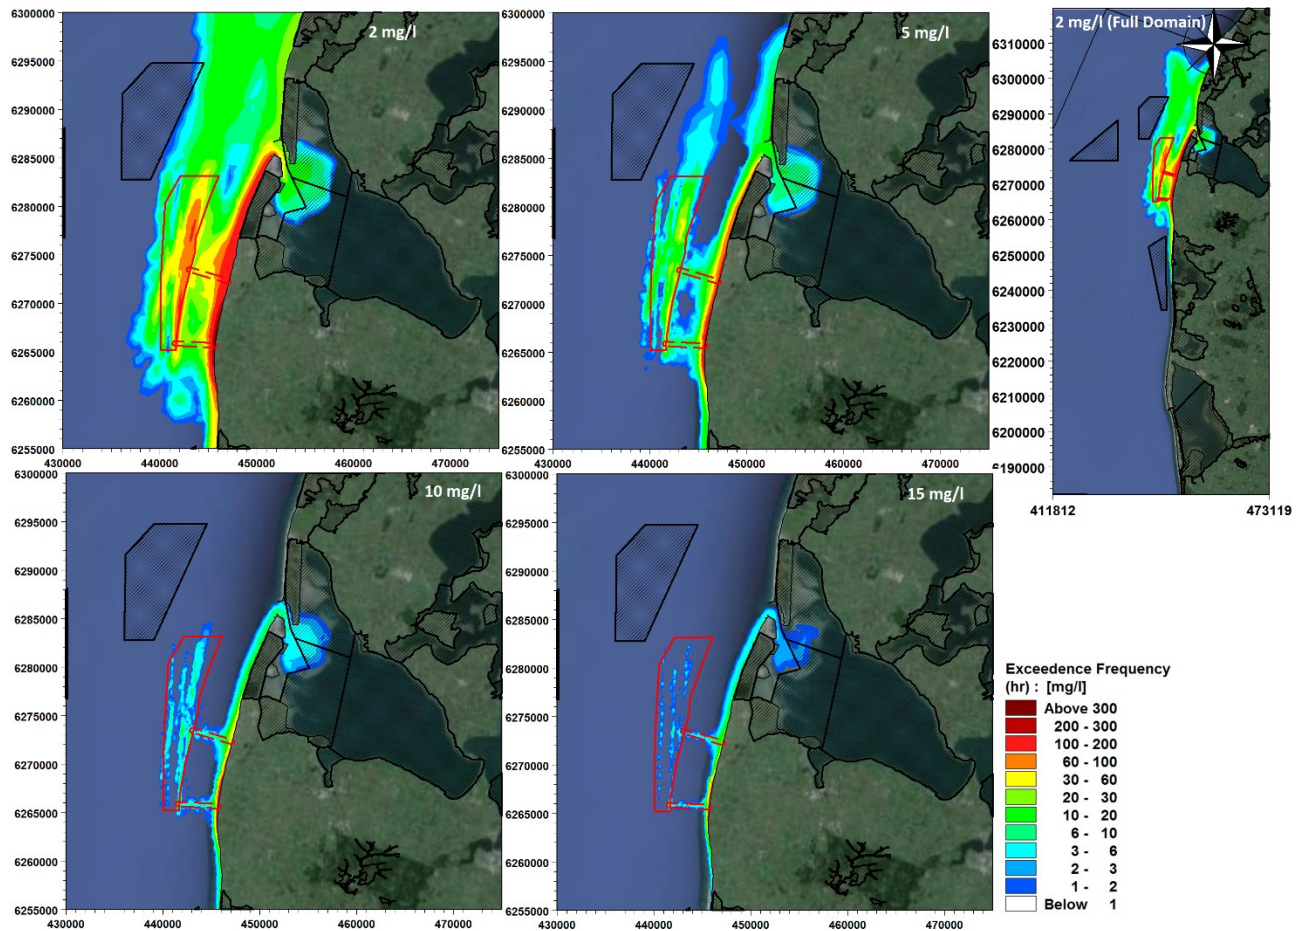 2 mg/l
6300000
6295000
6290000
6285000
6280000
6275000
6270000
6265000
6260000
6255000
430000 440000 450000 460000 470000
5 mg/l
6300000
6295000
6290000
6285000
6280000
6275000
6270000
6265000
6260000
6255000
430000 440000 450000 460000 470000
2 mg/l (Full Domain)
6310000
6300000
6290000
6280000
6270000
6260000
6250000
6240000
6230000
6220000
6210000
6200000
6190000
411812 473119
10 mg/l
6300000
6295000
6290000
6285000
6280000
6275000
6270000
6265000
6260000
6255000
430000 440000 450000 460000 470000
15 mg/l
6300000
6295000
6290000
6285000
6280000
6275000
6270000
6265000
6260000
6255000
430000 440000 450000 460000 470000
Exceedence Frequency
(hr) : [mg/l]
Above 300
200 - 300
100 - 200
60 - 100
30 - 60
20 - 30
10 - 20
6 - 10
3 - 6
2 - 3
1 - 2
Below 1